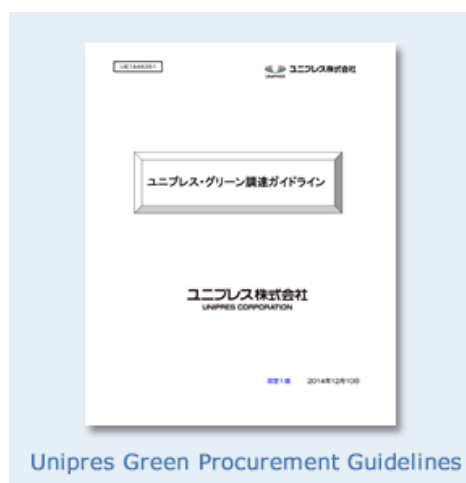 ユニプレス株式会社
UNIPRES
ユニプレス・グリーン調達ガイドライン
ユニプレス株式会社
UNIPRES CORPORATION
2014年12月10日
Unipres Green Procurement Guidelines